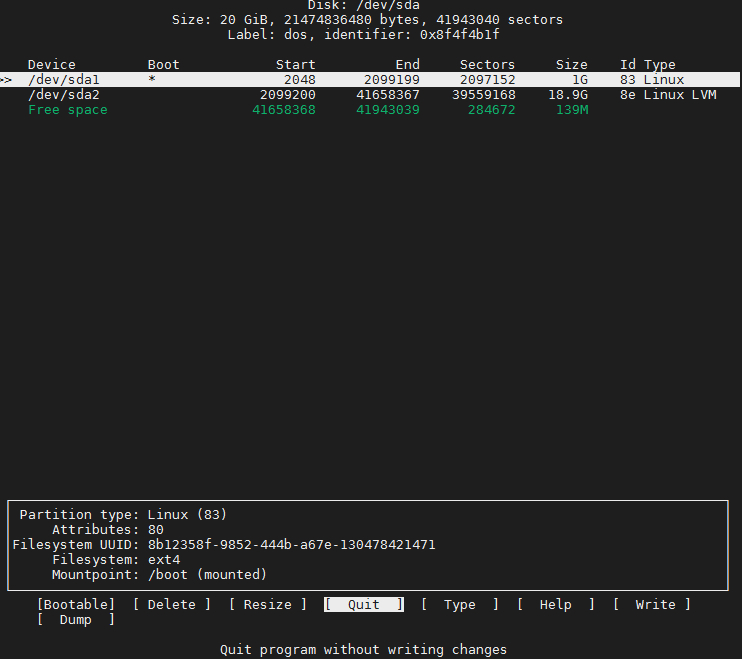 Disk: /dev/sda
Size: 20 GiB, 21474836480 bytes, 41943040 sectors
Label: dos, identifier: 0x8f4f4b1f
Device Boot Start End Sectors Size Id Type
>> /dev/sda1 * 2048 2099199 2097152 1G 83 Linux
/dev/sda2 2099200 41658367 39559168 18.9G 8e Linux LVM
Free space 41658368 41943039 284672 139M
Partition type: Linux (83)
Attributes: 80
Filesystem UUID: 8b12358f-9852-444b-a67e-130478421471
Filesystem: ext4
Mountpoint: /boot (mounted)
[Bootable] [ Delete ] [ Resize ] [ Quit ] [ Type ] [ Help ] [ Write ]
[ Dump ]
Quit program without writing changes